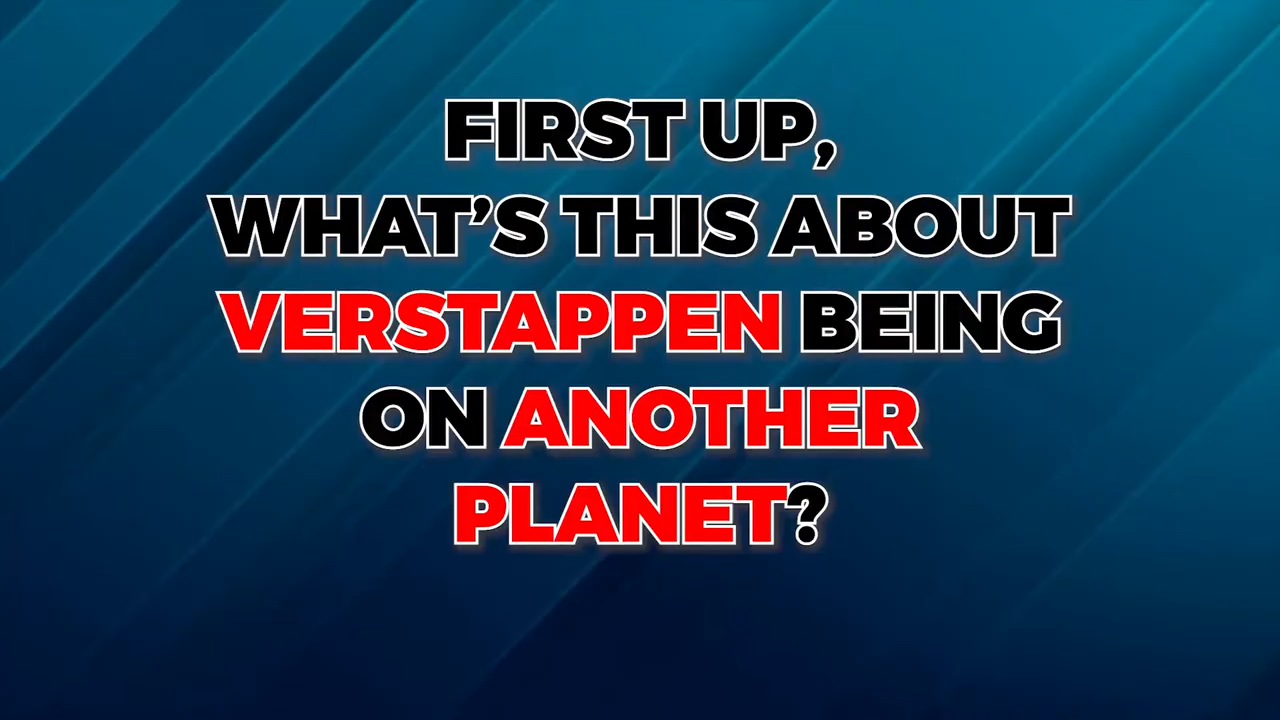 FIRST UP,
WHAT'S THIS ABOUT
VERSTAPPEN BEING
ON ANOTHER
PLANET?